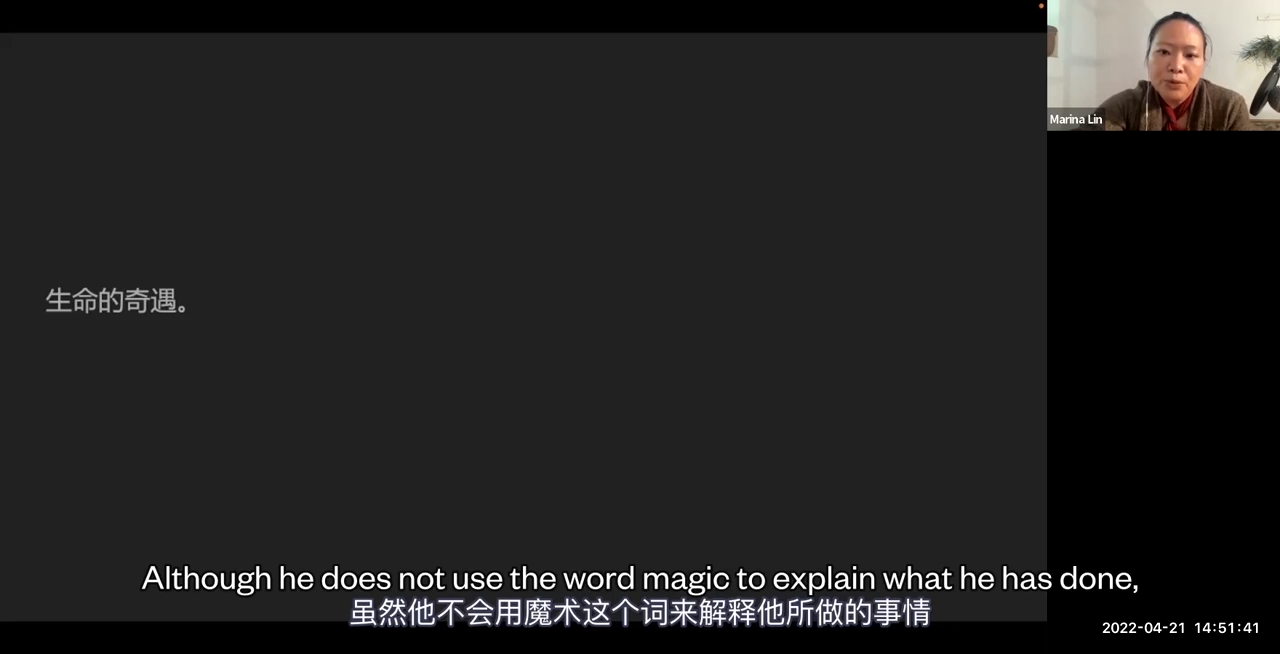 Marina Lin
生命的奇遇。
Although he does not use the word magic to explain what he has done,
虽然他不会用魔术这个词来解释他所做的事情
2022-04-21 14:51:41